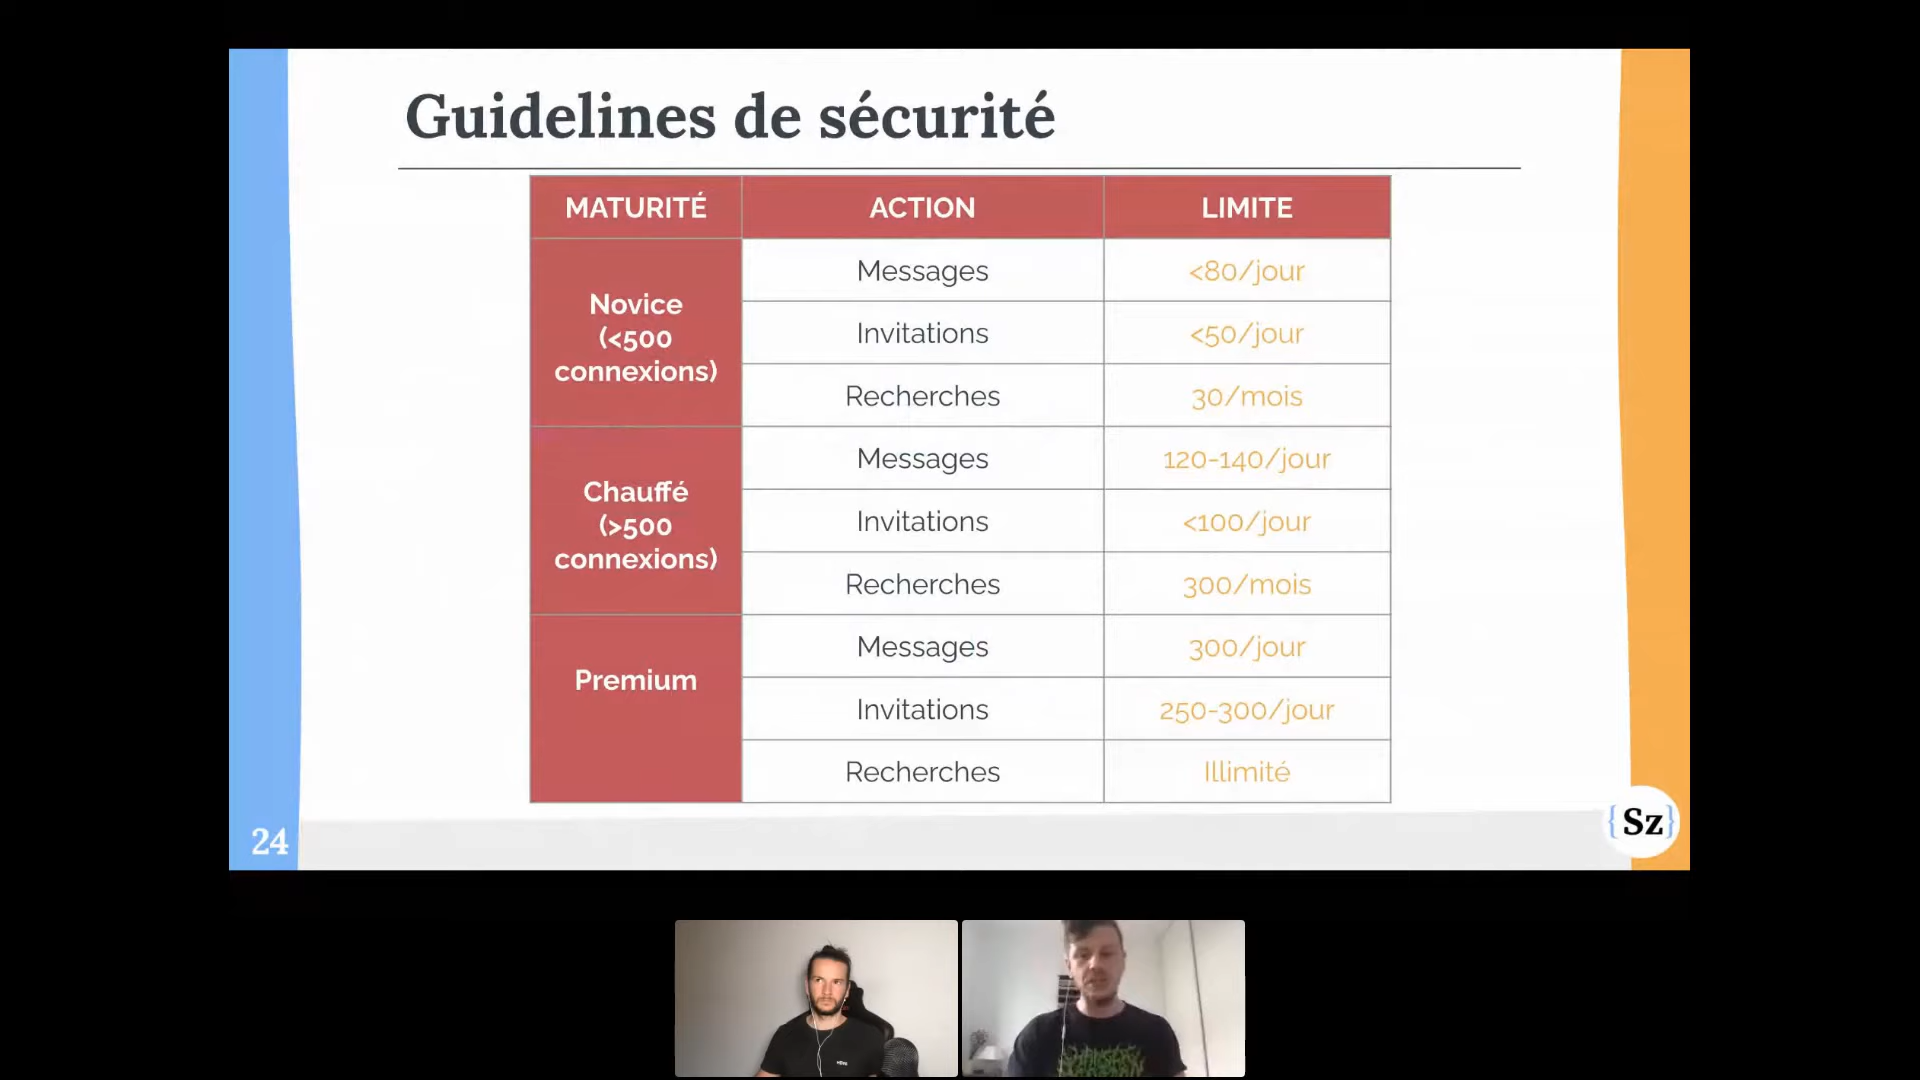 Guidelines de sécurité
MATURITÉ
ACTION
LIMITE
Novice
(<500
connexions)
Messages
<80/jour
Invitations
<50/jour
Recherches
30/mois
Chauffé
(>500
connexions)
Messages
120-140/jour
Invitations
<100/jour
Recherches
300/mois
Premium
Messages
300/jour
Invitations
250-300/jour
Recherches
Illimité
24
{Sz}